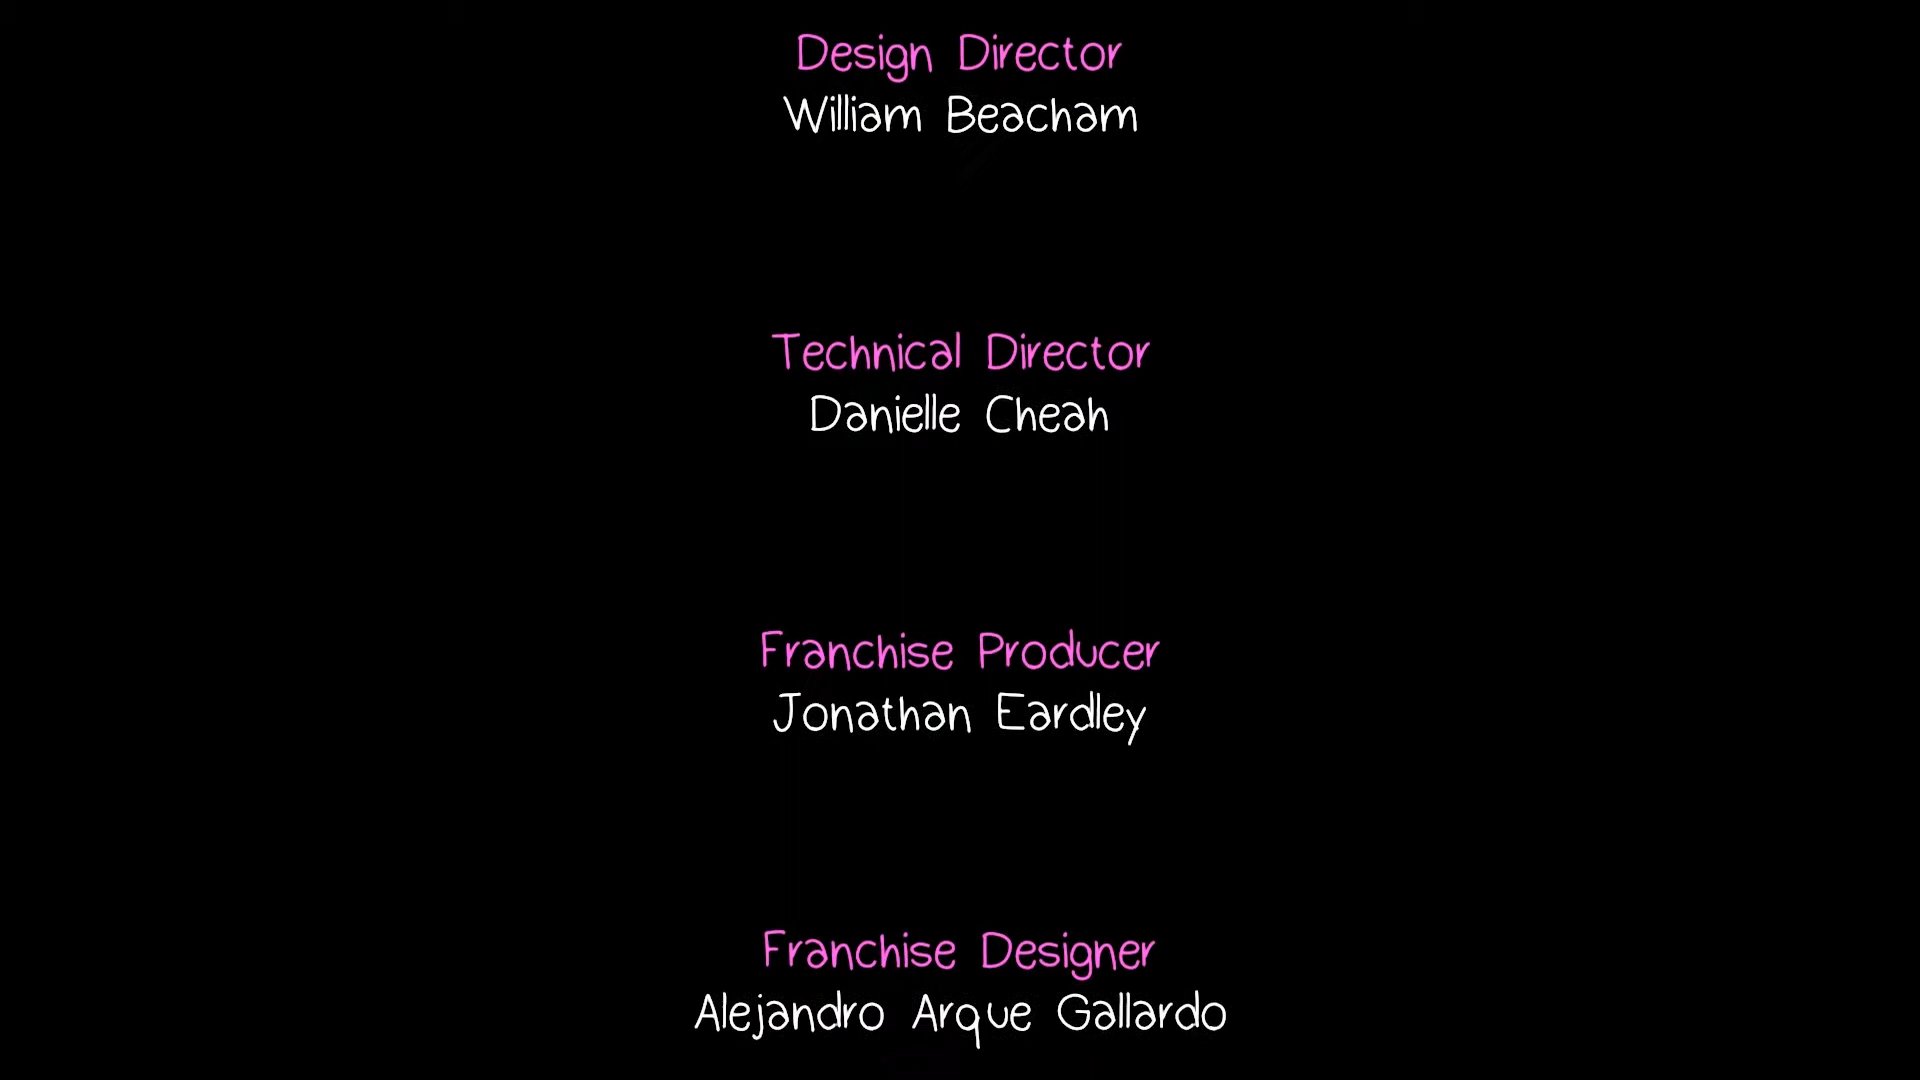 Design Director
William Beacham
Technical Director
Danielle Cheah
Franchise Producer
Jonathan Eardley
Franchise Designer
Alejandro Arque Gallardo